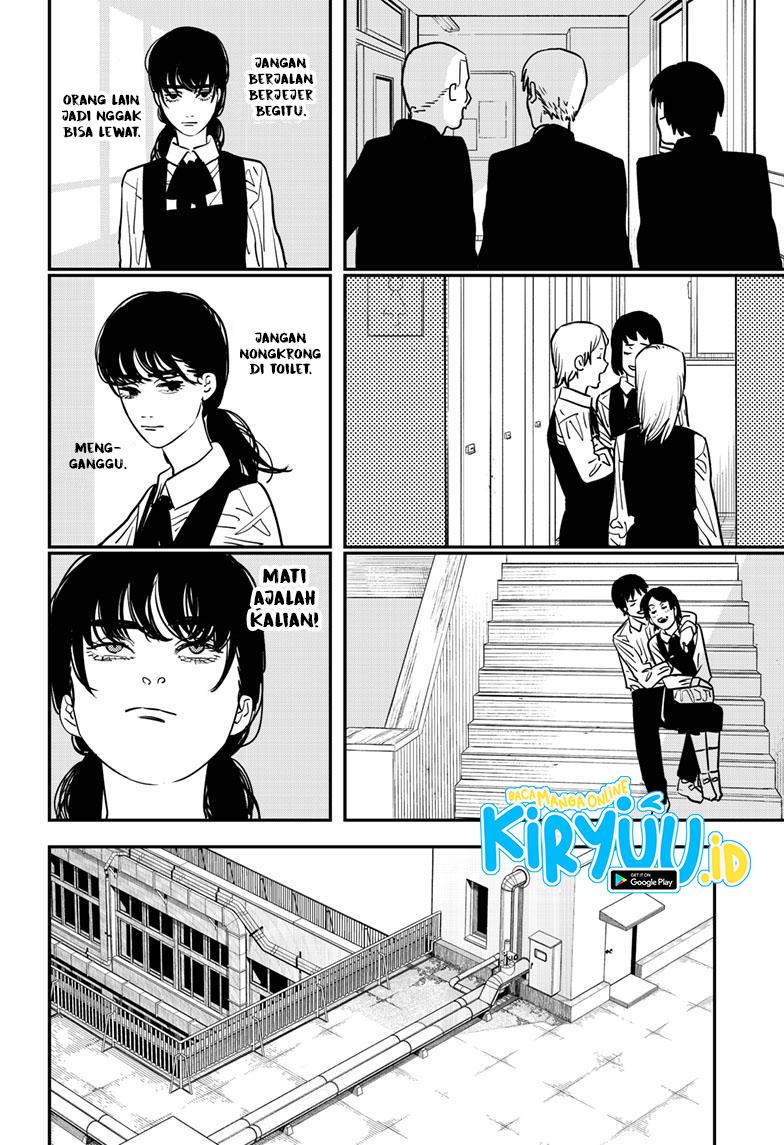 JANGAN
BERJALAN
BERJEJER
BEGITU.
ORANG LAIN
JADI NGGAK
BISA LEWAT.
JANGAN
NONGKRONG
DI TOILET.
MENG-
GANGGU.
MATI
AJALAH
KALIAN!
BACA MANGA ONLINE
KIRYUU.ID
GET IT ON
Google Play